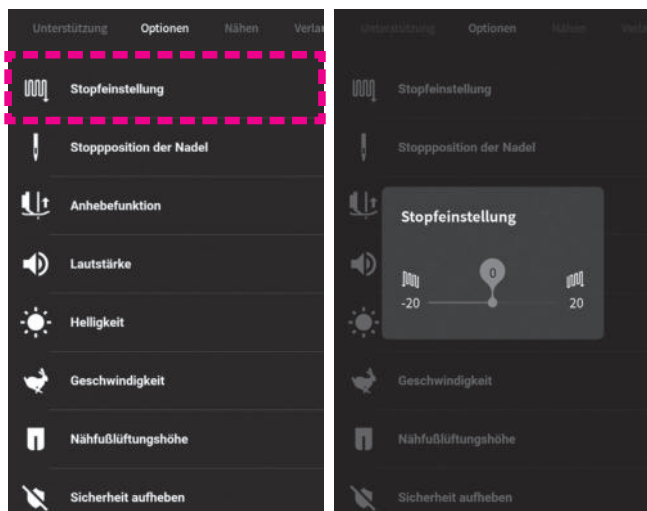 Unterstützung Optionen Nähen Verlau
Stopfeinstellung
Stoppposition der Nadel
Anhebefunktion
Lautstärke
Helligkeit
Geschwindigkeit
Nähfußlüftungshöhe
Sicherheit aufheben
Unterstützung Optionen Nähen Verla
Stopfeinstellung
Stoppposition der Nadel
Stopfeinstellung
0
-20 20
Geschwindigkeit
Nähfußlüftungshöhe
Sicherheit aufheben